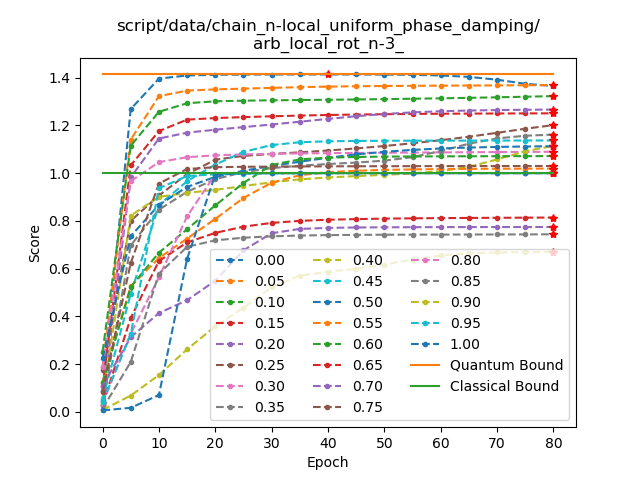 script/data/chain_n-local_uniform_phase_damping/
arb_local_rot_n-3_
Score
1.4
1.2
1.0
0.8
0.6
0.4
0.2
0.0
0.00 0.40 0.80
0.05 0.45 0.85
0.10 0.50 0.90
0.15 0.55 0.95
0.20 0.60 1.00
0.25 0.65 Quantum Bound
0.30 0.70 Classical Bound
0.35 0.75
0 10 20 30 40 50 60 70 80
Epoch